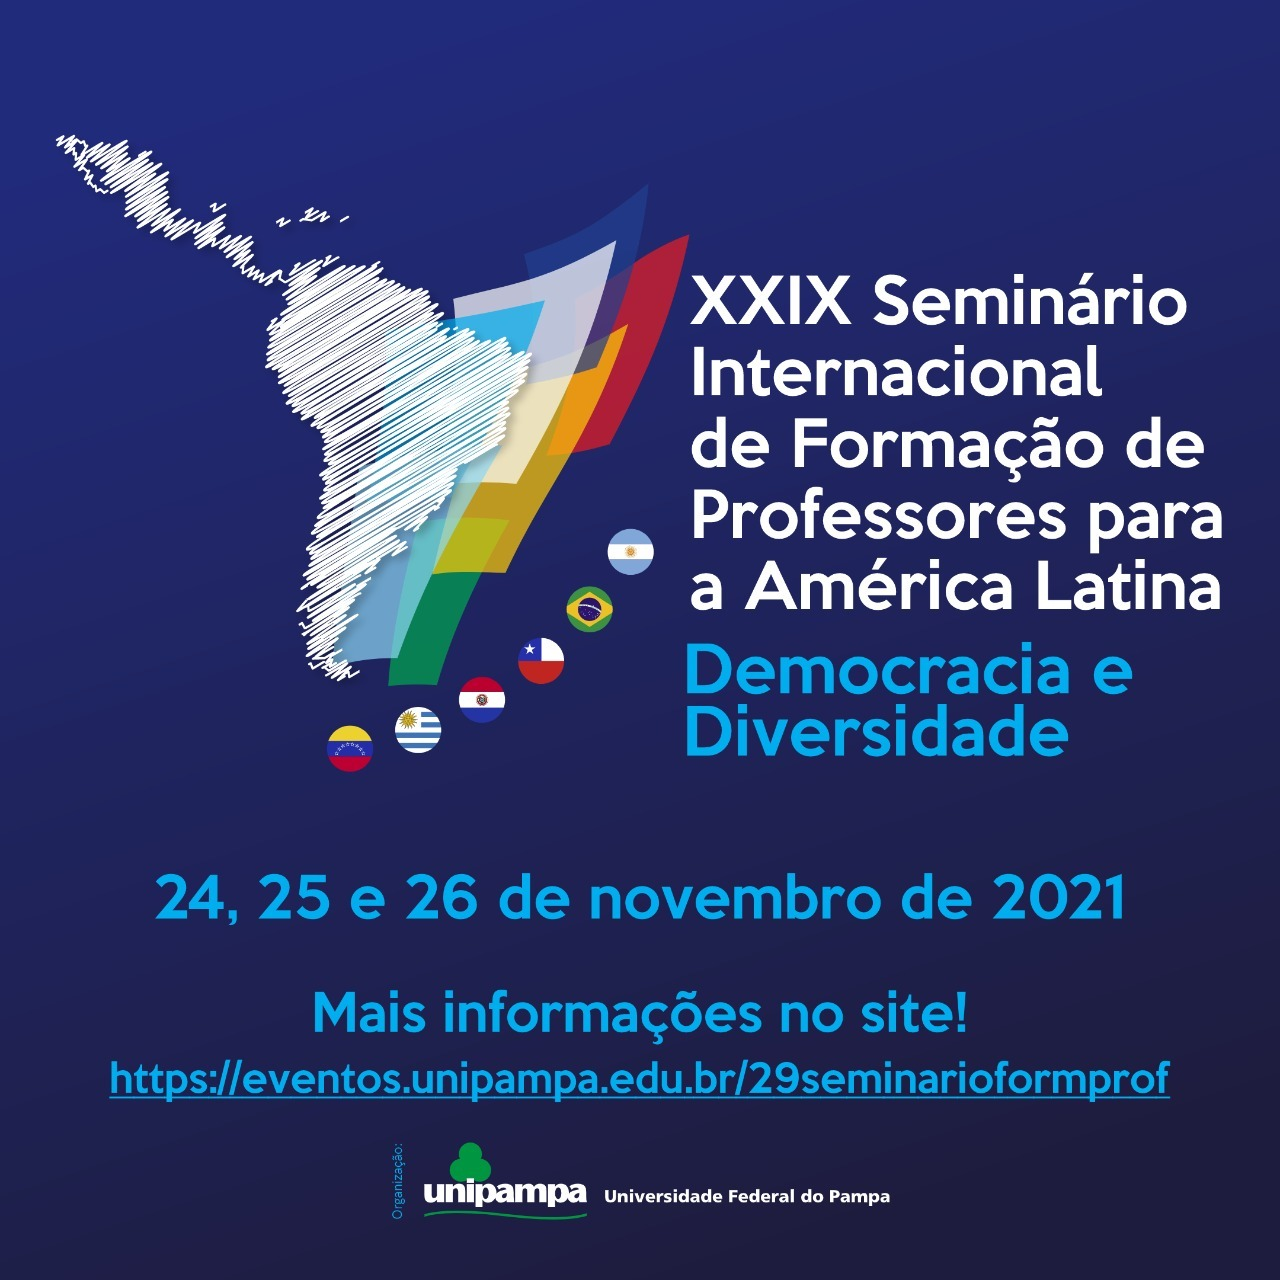 XXIX Seminário
Internacional
de Formação de
Professores para
a América Latina
Democracia e
Diversidade
24, 25 e 26 de novembro de 2021
Mais informações no site!
https://eventos.unipampa.edu.br/29seminarioformprof
Organização:
unipampa
Universidade Federal do Pampa